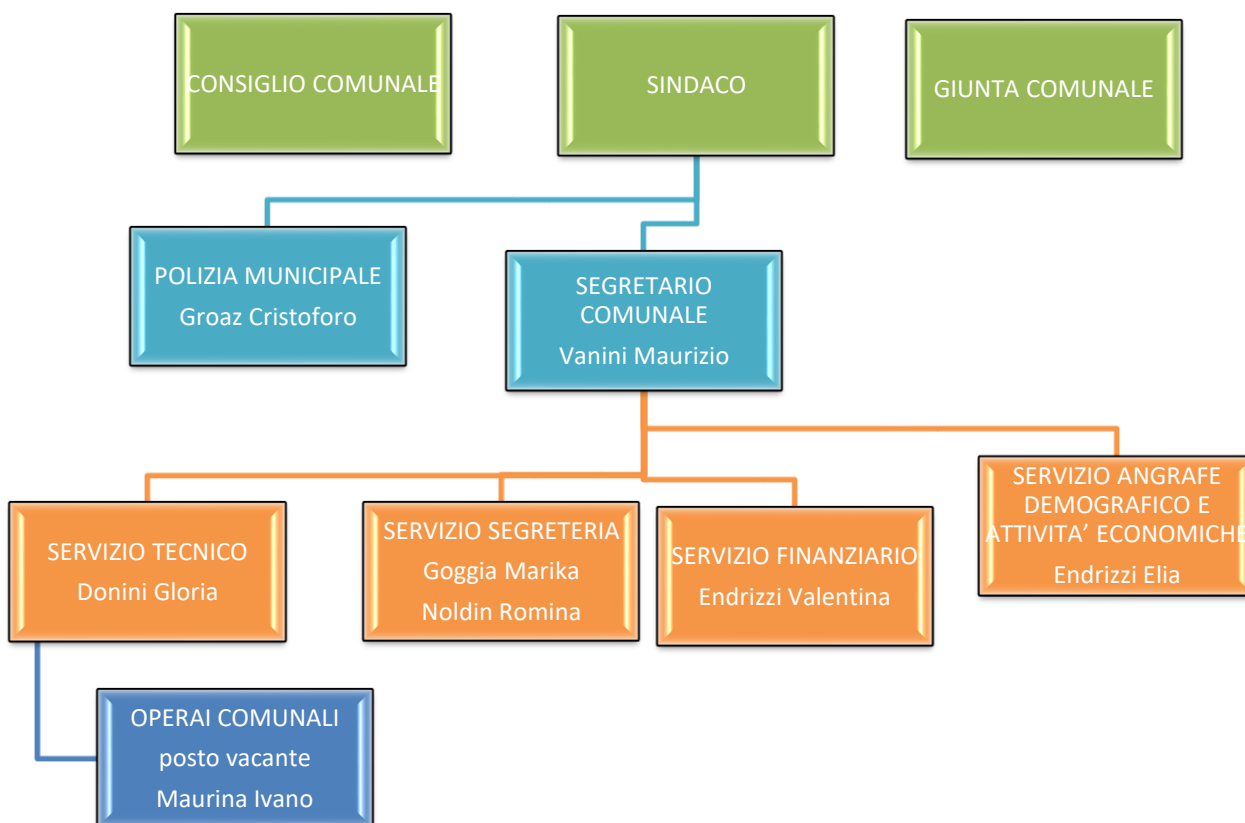 CONSIGLIO COMUNALE
SINDACO
GIUNTA COMUNALE
POLIZIA MUNICIPALE
Groaz Cristoforo
SEGRETARIO
COMUNALE
Vanini Maurizio
SERVIZIO TECNICO
Donini Gloria
SERVIZIO SEGRETERIA
Goggia Marika
Noldin Romina
SERVIZIO FINANZIARIO
Endrizzi Valentina
SERVIZIO ANGRAFE
DEMOGRAFICO E
ATTIVITA’ ECONOMICHE
Endrizzi Elia
OPERAI COMUNALI
posto vacante
Maurina Ivano